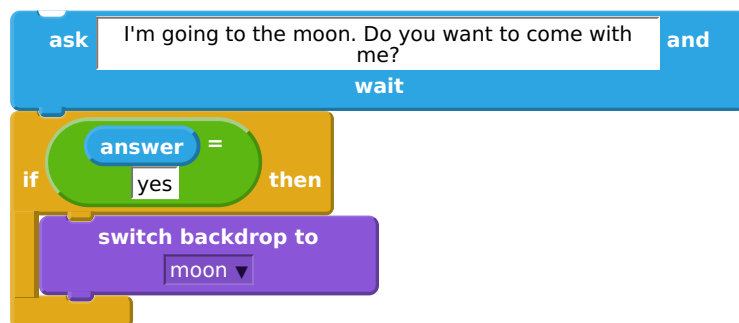 ask I'm going to the moon. Do you want to come with and
me?
wait
answer =
if yes then
switch backdrop to
moon ▼